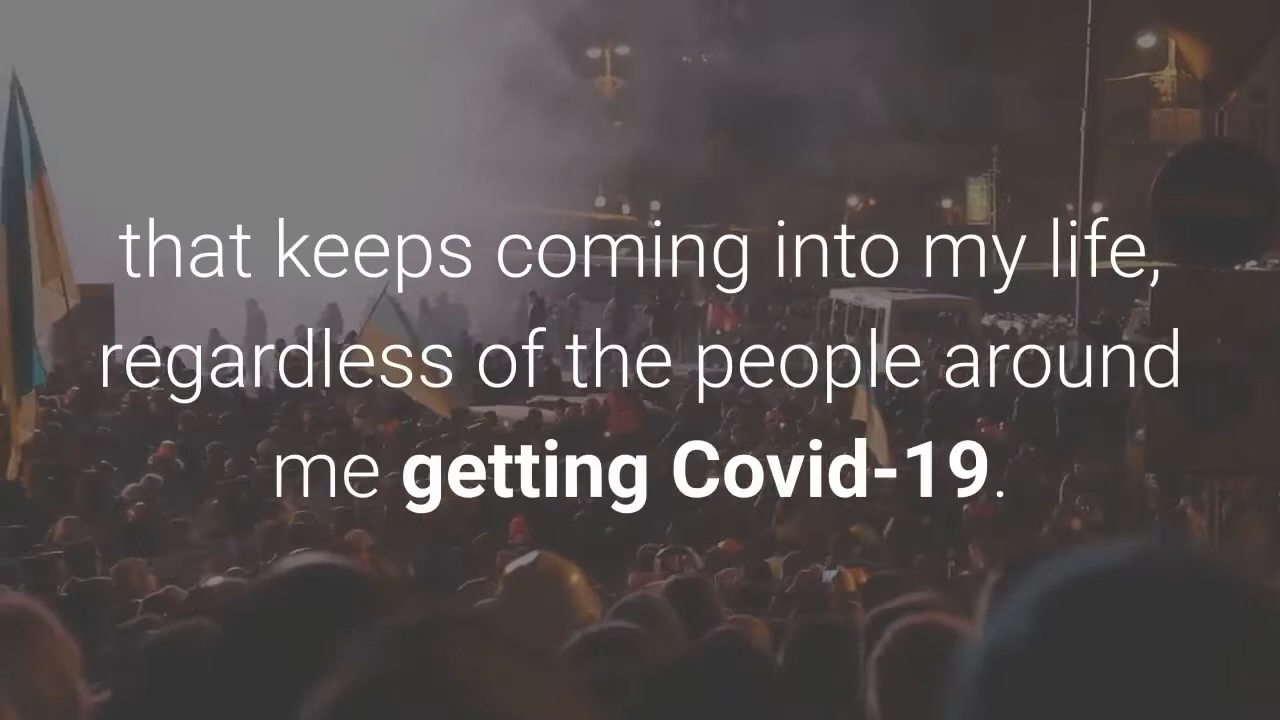 that keeps coming into my life,
regardless of the people around
me getting Covid-19.